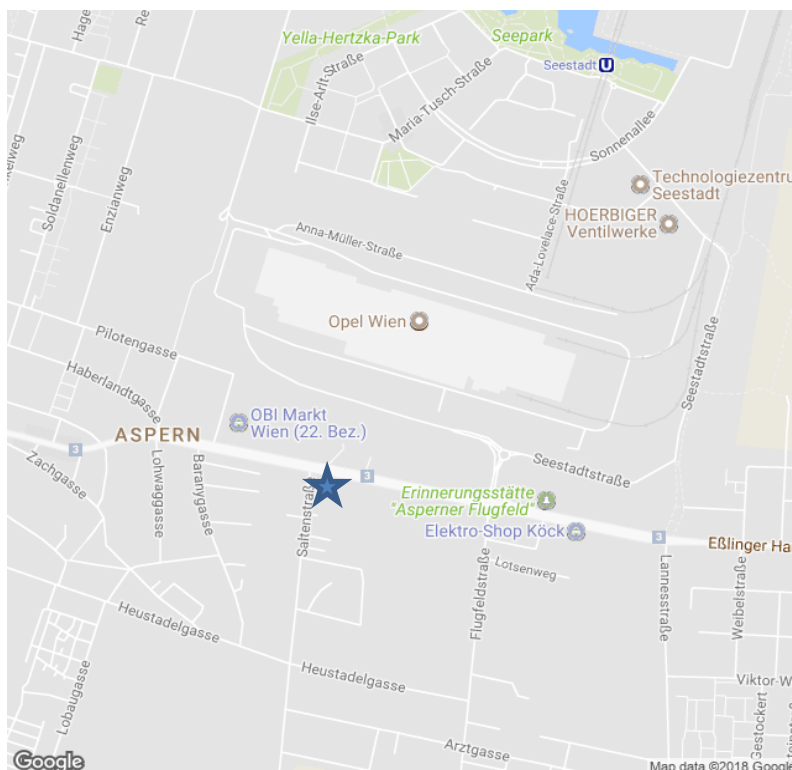 Yella-Hertzka-Park
Seepark
Seestadt
U
Ilse-Arlt-Straße
Maria-Tusch-Straße
Sonnenallee
Soldanellenweg
Enzianweg
Technologiezentru
Seestadt
HOERBIGER
Ventilwerke
Anna-Müller-Straße
Ada-Lovelace-Straße
Opel Wien
Pilotengasse
Haberlandtgasse
Seestadtstraße
OBI Markt
Wien (22. Bez.)
ASPERN
3
Zachgasse
Lohwaggasse
Baranygasse
Saltenstraß
3
Seestadtstraße
Erinnerungsstätte
"Asperner Flugfeld"
Elektro-Shop Köck
3
Eßlinger Ha
Lotsenweg
Flugfeldstraße
Lannesstraße
Weibelstraße
Heustadelgasse
Heustadelgasse
Lobaugasse
Viktor-W
Gestockert
Arztgasse
Google
Map data ©2018 Google